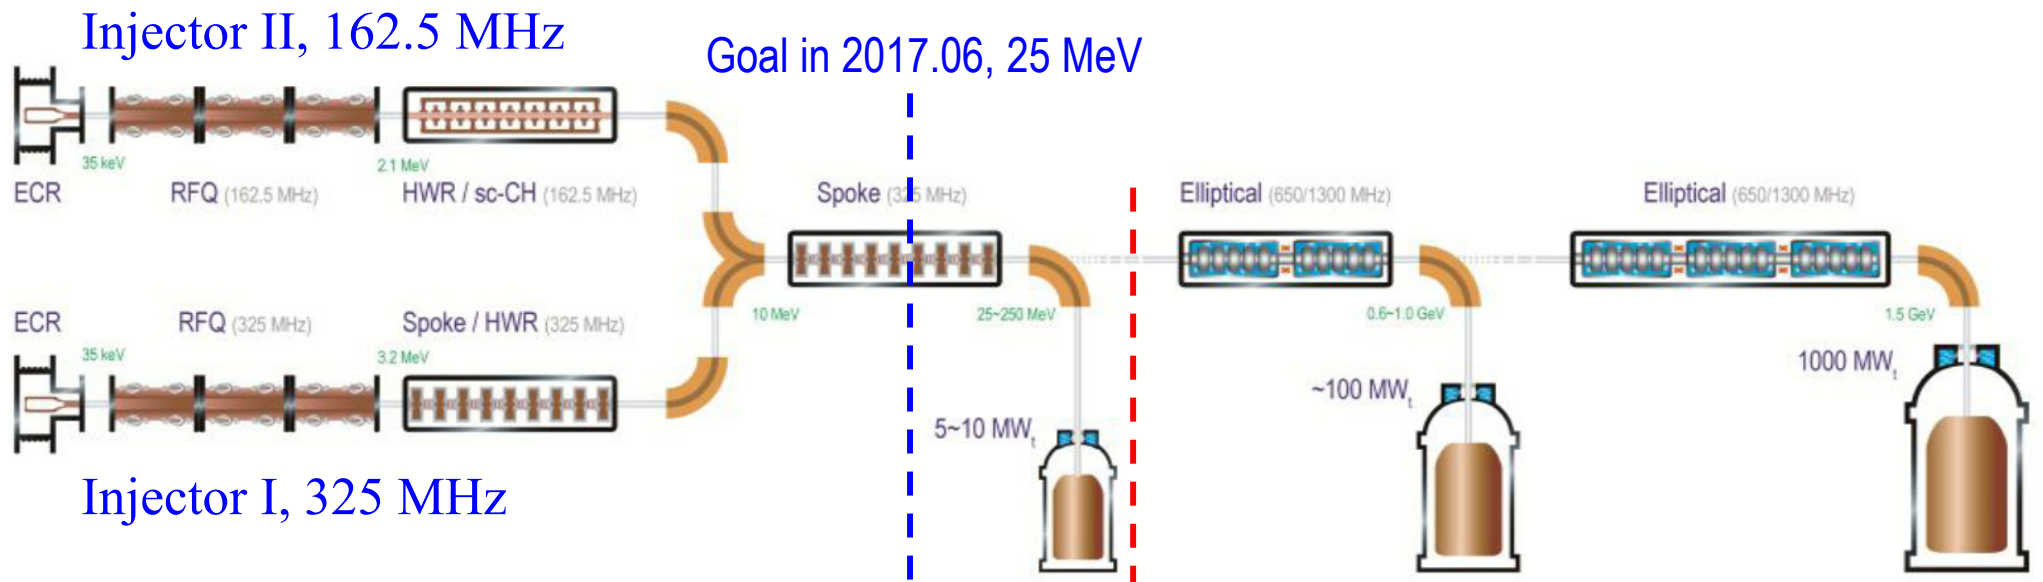 Injector II, 162.5 MHz
Goal in 2017.06, 25 MeV
35 keV
2.1 MeV
ECR
RFQ (162.5 MHz)
HWR / sc-CH (162.5 MHz)
Spoke (325 MHz)
Elliptical (650/1300 MHz)
Elliptical (650/1300 MHz)
10 MeV
25~250 MeV
0.6~1.0 GeV
1.5 GeV
ECR
RFQ (325 MHz)
Spoke / HWR (325 MHz)
35 keV
3.2 MeV
5~10 MWt
~100 MWt
1000 MWt
Injector I, 325 MHz